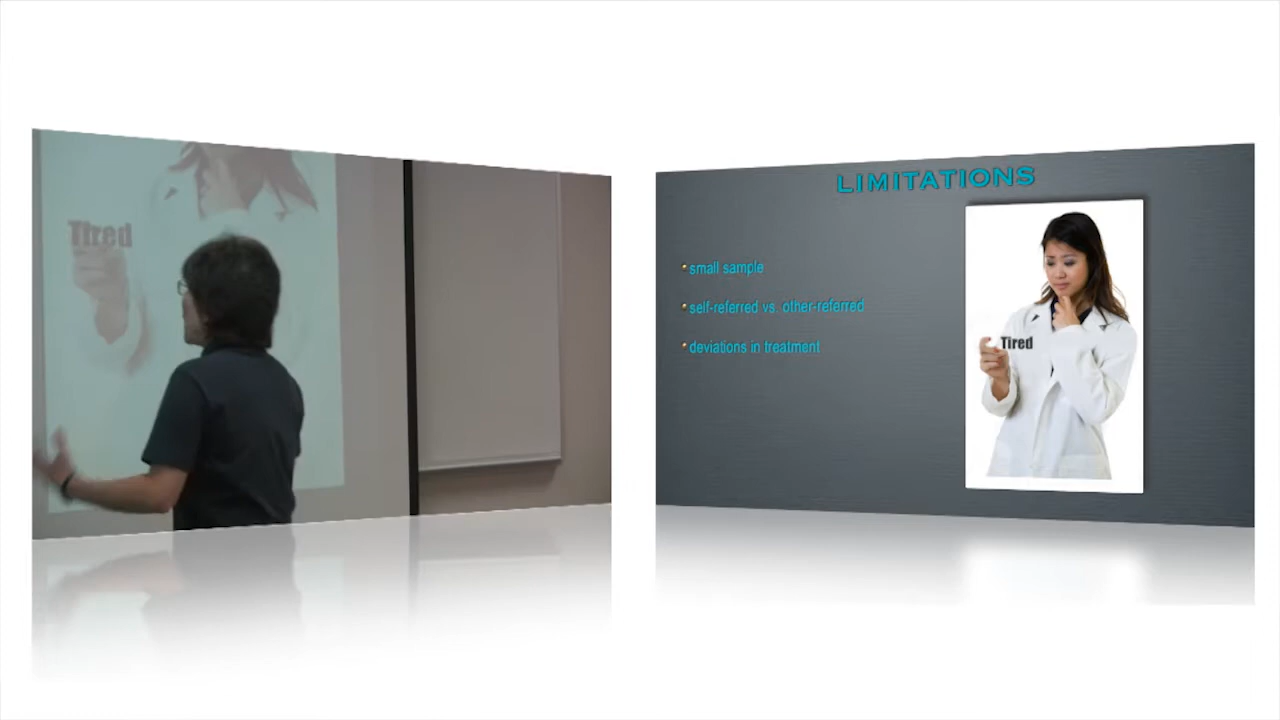 Tired
LIMITATIONS
small sample
self-referred vs. other-referred
deviations in treatment
Tired